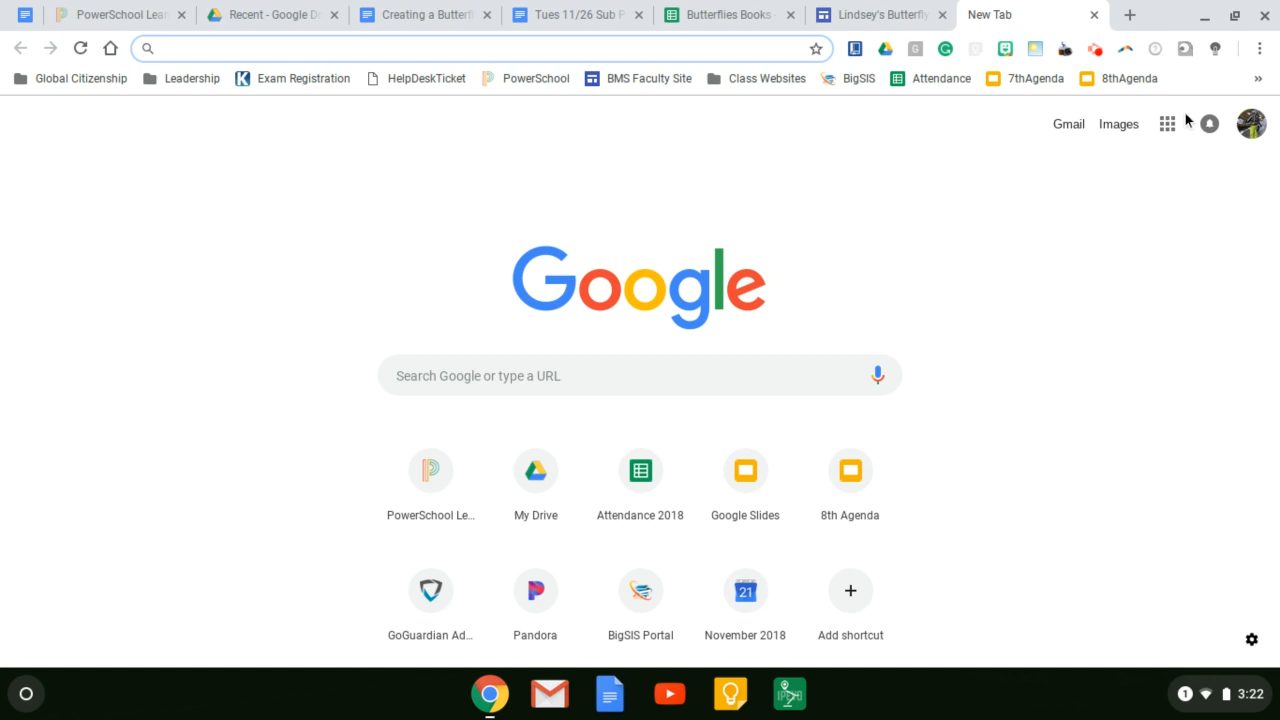 PowerSchool Lear
Recent - Google D
Creating a Butterfl
Tues 11/26 Sub P
Butterflies Books -
Lindsey's Butterfly
New Tab
Global Citizenship
Leadership
Exam Registration
HelpDeskTicket
PowerSchool
BMS Faculty Site
Class Websites
BigSIS
Attendance
7thAgenda
8thAgenda
»
Gmail Images
Google
Search Google or type a URL
PowerSchool Le...
My Drive
Attendance 2018
Google Slides
8th Agenda
21
GoGuardian Ad...
Pandora
BigSIS Portal
November 2018
Add shortcut
1
3:22